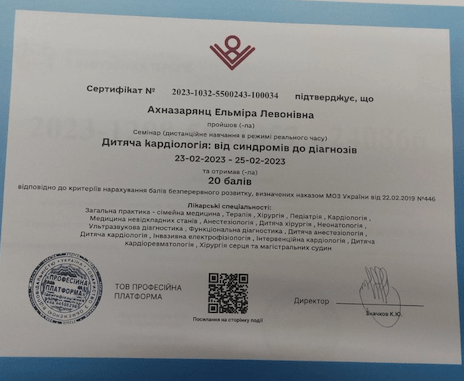 Сертифікат № 2023-1032-5500243-100034 підтверджує, що
Ахназарянц Ельміра Левонівна
пройшов (-ла)
Семінар (дистанційне навчання в режимі реального часу)
Дитяча кардіологія: від синдромів до діагнозів
23-02-2023 - 25-02-2023
та отримав (-ла)
20 балів
відповідно до критеріїв нарахування балів безперервного розвитку, визначених наказом МОЗ України від 22.02.2019 №446
Лікарські спеціальності:
Загальна практика - сімейна медицина , Терапія , Хірургія , Педіатрія , Кардіологія ,
Медицина невідкладних станів , Анестезіологія , Дитяча хірургія , Неонатологія ,
Ультразвукова діагностика , Функціональна діагностика , Дитяча анестезіологія ,
Дитяча кардіологія , Інвазивна електрофізіологія , Інтервенційна кардіологія , Дитяча
кардіоревматологія , Хірургія серця та магістральних судин
ПРОФЕСІЙНА
ПЛАТФОРМА
ТОВ ПРОФЕСІЙНА
ПЛАТФОРМА
Посилання на сторінку події
Директор
Значков К.Ю.